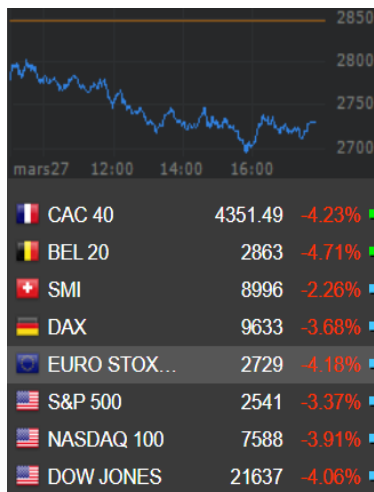 2850
2800
2750
2700
mars27 12:00 14:00 16:00
CAC 40 4351.49 -4.23%
BEL 20 2863 -4.71%
SMI 8996 -2.26%
DAX 9633 -3.68%
EURO STOX... 2729 -4.18%
S&P 500 2541 -3.37%
NASDAQ 100 7588 -3.91%
DOW JONES 21637 -4.06%